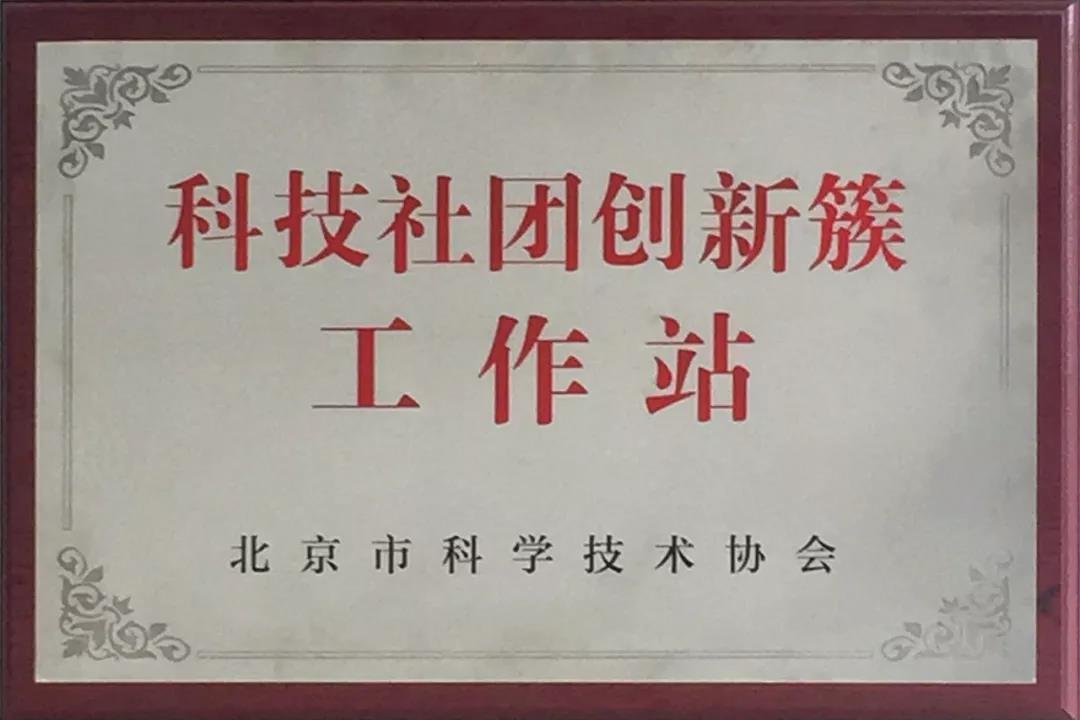 科技社团创新簇
工作站
北京市科学技术协会